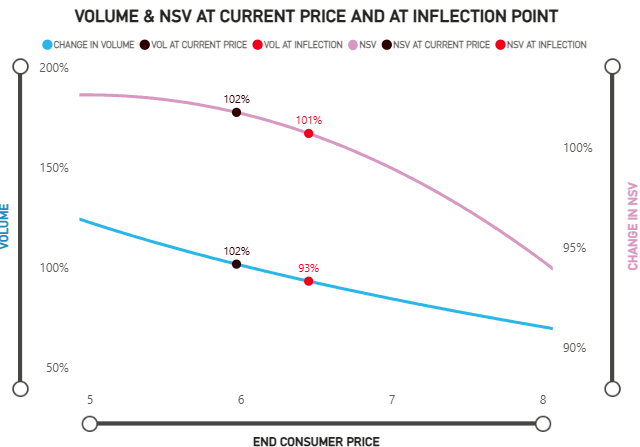 VOLUME & NSV AT CURRENT PRICE AND AT INFLECTION POINT
CHANGE IN VOLUME VOL AT CURRENT PRICE VOL AT INFLECTION NSV NSV AT CURRENT PRICE NSV AT INFLECTION
200%
102%
101%
100%
150%
VOLUME
CHANGE IN NSV
102%
95%
100%
93%
90%
50%
5 6 7 8
END CONSUMER PRICE